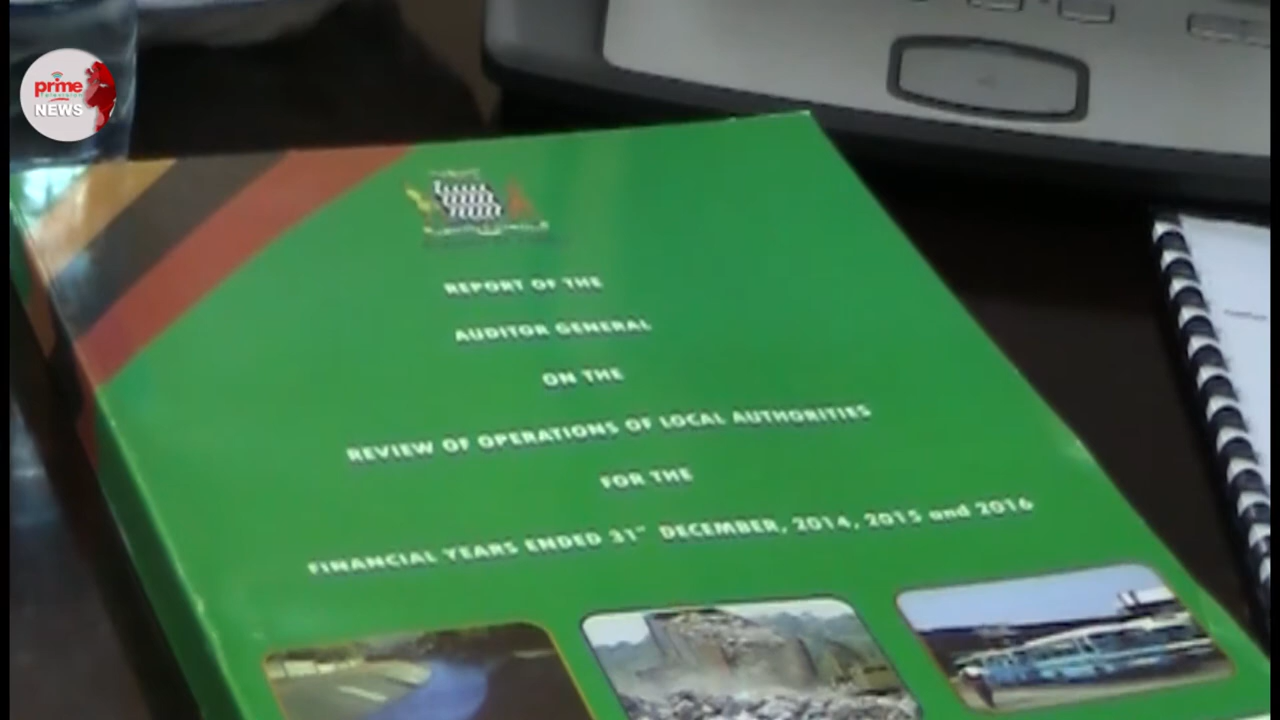 prime
Television
NEWS
REPORT OF THE
AUDITOR GENERAL
ON THE
REVIEW OF OPERATIONS OF LOCAL AUTHORITIES
FOR THE
FINANCIAL YEARS ENDED 31ST DECEMBER, 2014, 2015 and 2016